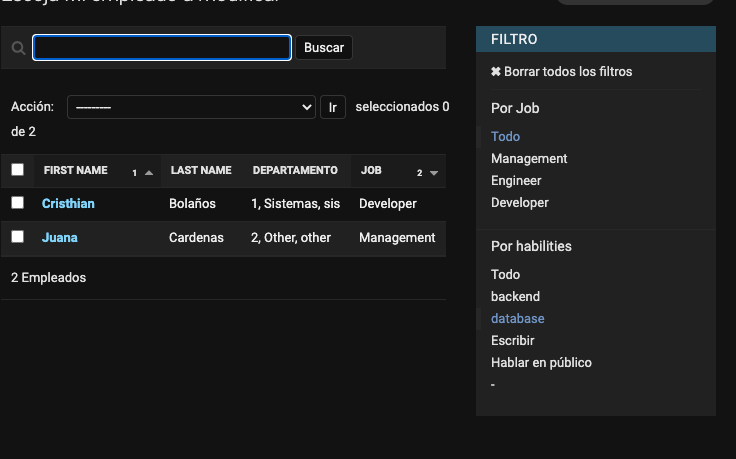 Escoja mi empleado a modificar
Buscar
Acción: --------- Ir seleccionados 0
de 2
FIRST NAME 1 LAST NAME DEPARTAMENTO JOB 2
Cristhian Bolaños 1, Sistemas, sis Developer
Juana Cardenas 2, Other, other Management
2 Empleados
FILTRO
✖ Borrar todos los filtros
Por Job
Todo
Management
Engineer
Developer
Por habilities
Todo
backend
database
Escribir
Hablar en público
-